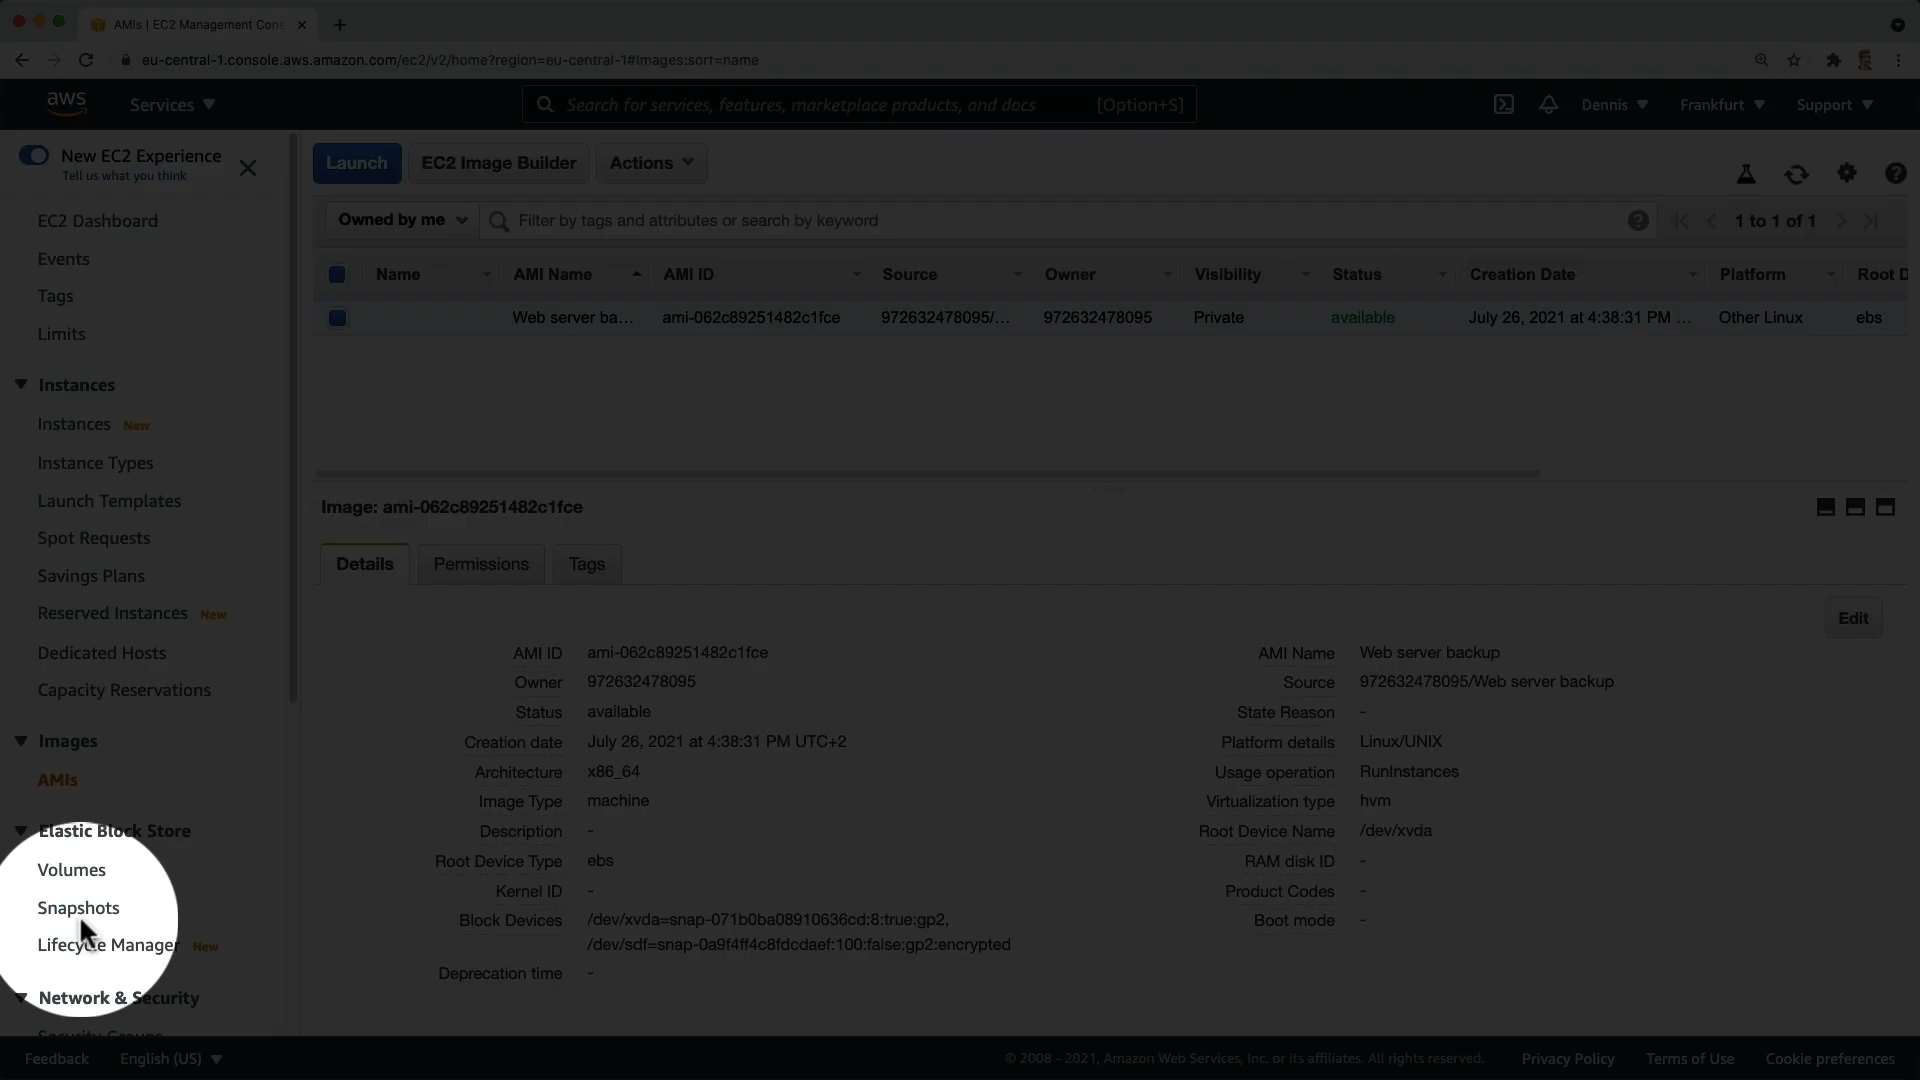 AMIs | EC2 Management Cons
eu-central-1.console.aws.amazon.com/ec2/v2/home?region=eu-central-1#Images:sort=name
aws
Services
Search for services, features, marketplace products, and docs
[Option+S]
Dennis
Frankfurt
Support
New EC2 Experience
Tell us what you think
EC2 Dashboard
Events
Tags
Limits
Instances
Instances New
Instance Types
Launch Templates
Spot Requests
Savings Plans
Reserved Instances New
Dedicated Hosts
Capacity Reservations
Images
AMIs
Elastic Block Store
Volumes
Snapshots
Lifecycle Manager New
Network & Security
Security Groups
Launch
EC2 Image Builder
Actions
Owned by me
Filter by tags and attributes or search by keyword
1 to 1 of 1
Name AMI Name AMI ID Source Owner Visibility Status Creation Date Platform Root D
Web server ba... ami-062c89251482c1fce 972632478095/... 972632478095 Private available July 26, 2021 at 4:38:31 PM ... Other Linux ebs
Image: ami-062c89251482c1fce
Details
Permissions
Tags
Edit
AMI ID ami-062c89251482c1fce
Owner 972632478095
Status available
Creation date July 26, 2021 at 4:38:31 PM UTC+2
Architecture x86_64
Image Type machine
Description -
Root Device Type ebs
Kernel ID -
Block Devices /dev/xvda=snap-071b0ba08910636cd:8:true:gp2,
/dev/sdf=snap-0a9f4ff4c8fdcdaef:100:false:gp2:encrypted
Deprecation time -
AMI Name Web server backup
Source 972632478095/Web server backup
State Reason -
Platform details Linux/UNIX
Usage operation RunInstances
Virtualization type hvm
Root Device Name /dev/xvda
RAM disk ID -
Product Codes -
Boot mode -
Feedback
English (US)
© 2008 - 2021, Amazon Web Services, Inc. or its affiliates. All rights reserved.
Privacy Policy
Terms of Use
Cookie preferences